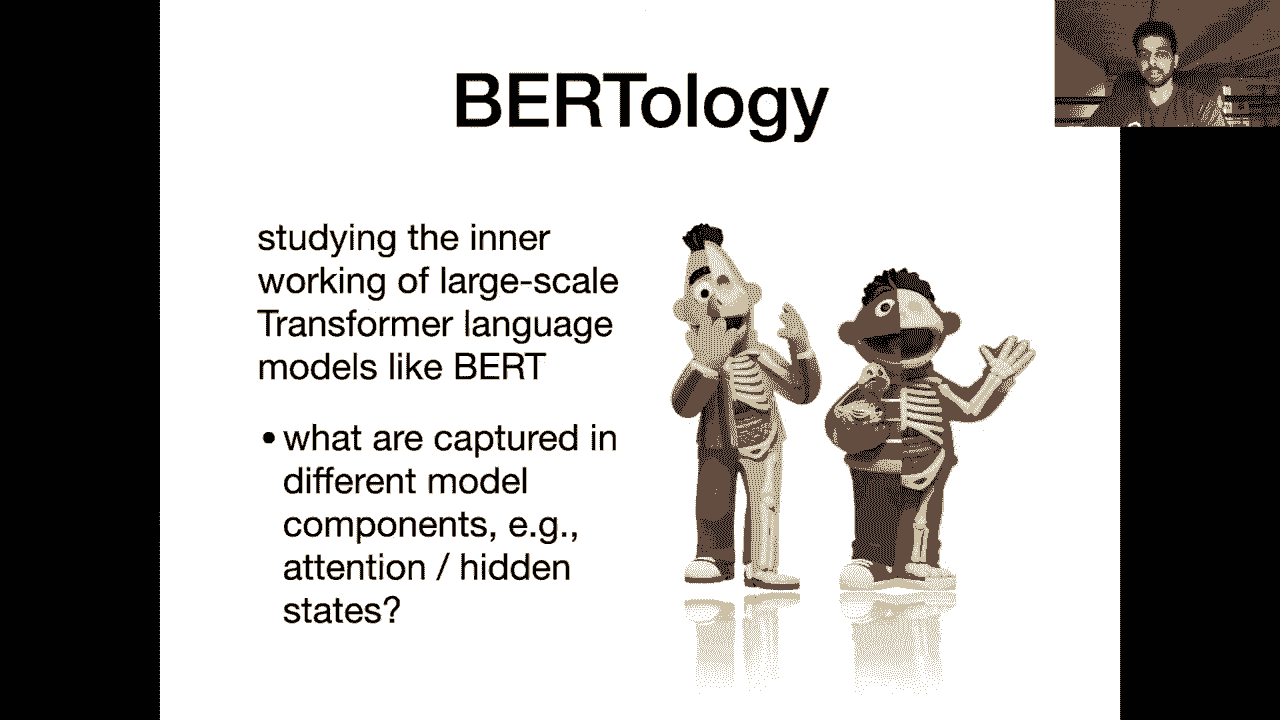 BERTology
studying the inner
working of large-scale
Transformer language
models like BERT
• what are captured in
different model
components, e.g.,
attention / hidden
states?